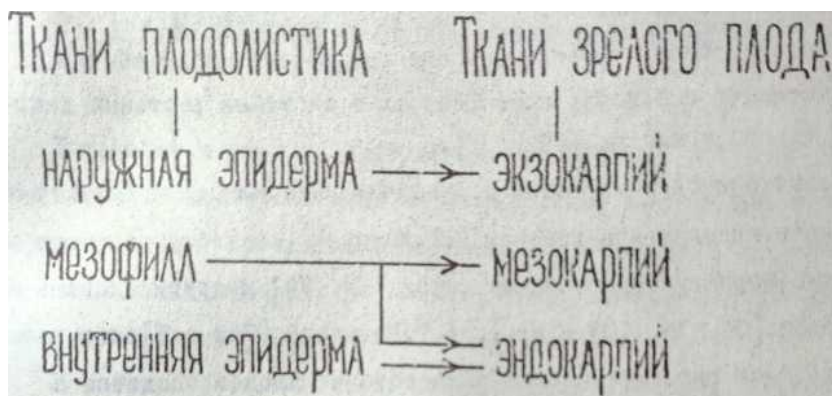 Ткани плодолистика Ткани зрелого плода
наружная эпидерма экзокарпий
мезофилл мезокарпий
внутренняя эпидерма эндокарпий